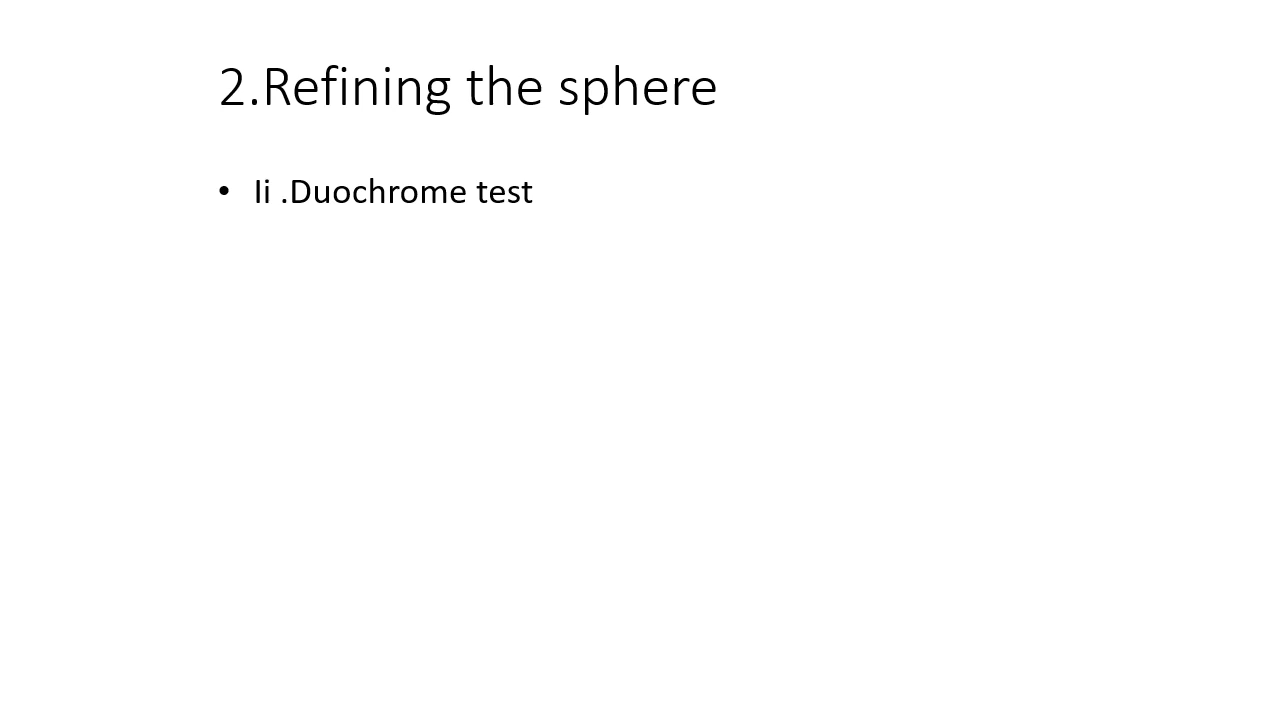 2.Refining the sphere
• Ii .Duochrome test